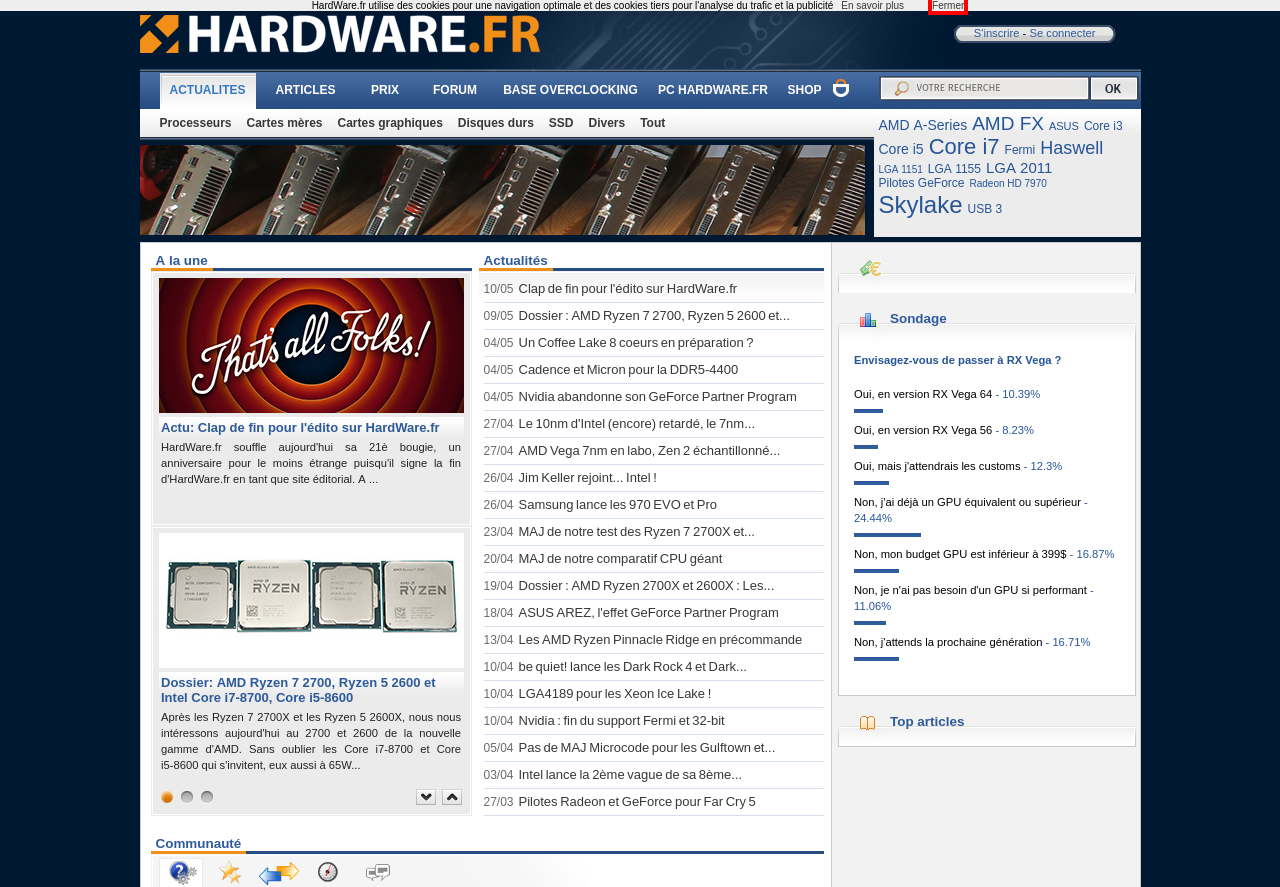 HardWare.fr utilise des cookies pour une navigation optimale et des cookies tiers pour l'analyse du trafic et la publicité En savoir plus Fermer
HARDWARE.FR
S'inscrire - Se connecter
ACTUALITES ARTICLES PRIX FORUM BASE OVERCLOCKING PC HARDWARE.FR SHOP
VOTRE RECHERCHE OK
Processeurs Cartes mères Cartes graphiques Disques durs SSD Divers Tout
AMD A-Series AMD FX ASUS Core i3
Core i5 Core i7 Fermi Haswell
LGA 1151 LGA 1155 LGA 2011
Pilotes GeForce Radeon HD 7970
Skylake USB 3
A la une
That's all Folks!
Actu: Clap de fin pour l'édito sur HardWare.fr
HardWare.fr souffle aujourd'hui sa 21è bougie, un
anniversaire pour le moins étrange puisqu'il signe la fin
d'HardWare.fr en tant que site éditorial. A ...
RYZEN
RYZEN
Dossier: AMD Ryzen 7 2700, Ryzen 5 2600 et
Intel Core i7-8700, Core i5-8600
Après les Ryzen 7 2700X et les Ryzen 5 2600X, nous nous
intéressons aujourd'hui au 2700 et 2600 de la nouvelle
gamme d'AMD. Sans oublier les Core i7-8700 et Core
i5-8600 qui s'invitent, eux aussi à 65W...
Actualités
10/05 Clap de fin pour l'édito sur HardWare.fr
09/05 Dossier : AMD Ryzen 7 2700, Ryzen 5 2600 et...
04/05 Un Coffee Lake 8 coeurs en préparation ?
04/05 Cadence et Micron pour la DDR5-4400
04/05 Nvidia abandonne son GeForce Partner Program
27/04 Le 10nm d'Intel (encore) retardé, le 7nm...
27/04 AMD Vega 7nm en labo, Zen 2 échantillonné...
26/04 Jim Keller rejoint... Intel !
26/04 Samsung lance les 970 EVO et Pro
23/04 MAJ de notre test des Ryzen 7 2700X et...
20/04 MAJ de notre comparatif CPU géant
19/04 Dossier : AMD Ryzen 2700X et 2600X : Les...
18/04 ASUS AREZ, l'effet GeForce Partner Program
13/04 Les AMD Ryzen Pinnacle Ridge en précommande
10/04 be quiet! lance les Dark Rock 4 et Dark...
10/04 LGA4189 pour les Xeon Ice Lake !
10/04 Nvidia : fin du support Fermi et 32-bit
05/04 Pas de MAJ Microcode pour les Gulftown et...
03/04 Intel lance la 2ème vague de sa 8ème...
27/03 Pilotes Radeon et GeForce pour Far Cry 5
Sondage
Envisagez-vous de passer à RX Vega ?
Oui, en version RX Vega 64 - 10.39%
Oui, en version RX Vega 56 - 8.23%
Oui, mais j'attendrais les customs - 12.3%
Non, j'ai déjà un GPU équivalent ou supérieur -
24.44%
Non, mon budget GPU est inférieur à 399$ - 16.87%
Non, je n'ai pas besoin d'un GPU si performant -
11.06%
Non, j'attends la prochaine génération - 16.71%
Top articles
Communauté